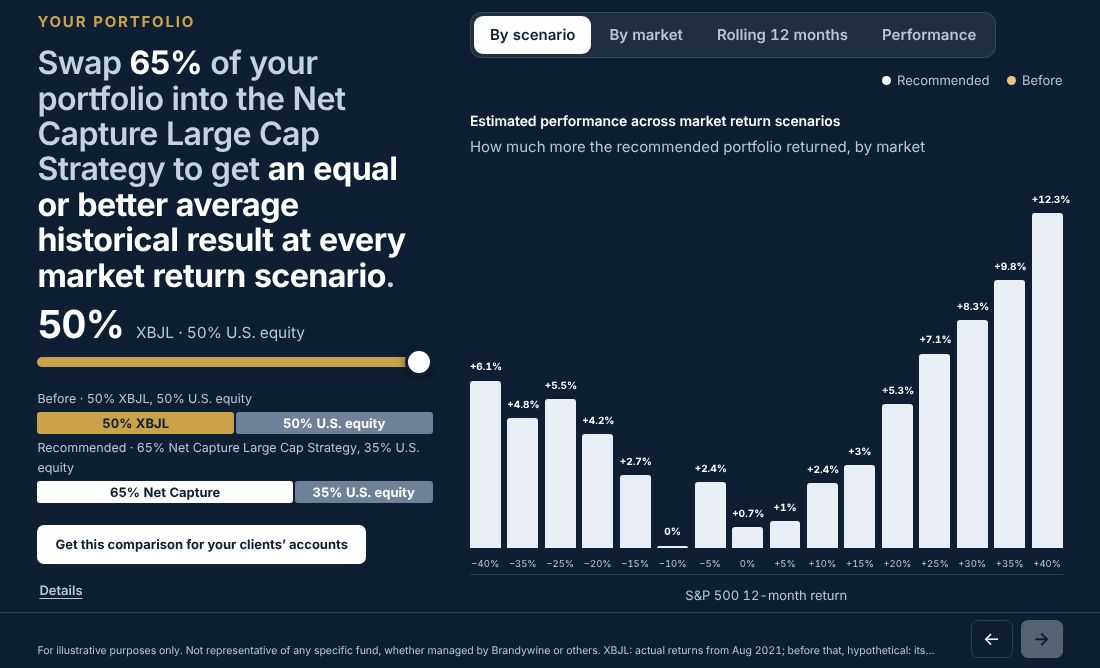 YOUR PORTFOLIO
Swap 65% of your
portfolio into the Net
Capture Large Cap
Strategy to get an equal
or better average
historical result at every
market return scenario.
50% XBJL · 50% U.S. equity
Before · 50% XBJL, 50% U.S. equity
50% XBJL 50% U.S. equity
Recommended · 65% Net Capture Large Cap Strategy, 35% U.S.
equity
65% Net Capture 35% U.S. equity
Get this comparison for your clients’ accounts
Details
By scenario By market Rolling 12 months Performance
Recommended Before
Estimated performance across market return scenarios
How much more the recommended portfolio returned, by market
+6.1% +4.8% +5.5% +4.2% +2.7% 0% +2.4% +0.7% +1% +2.4% +3% +5.3% +7.1% +8.3% +9.8% +12.3%
−40% −35% −25% −20% −15% −10% −5% 0% +5% +10% +15% +20% +25% +30% +35% +40%
S&P 500 12-month return
For illustrative purposes only. Not representative of any specific fund, whether managed by Brandywine or others. XBJL: actual returns from Aug 2021; before that, hypothetical: its…
← →